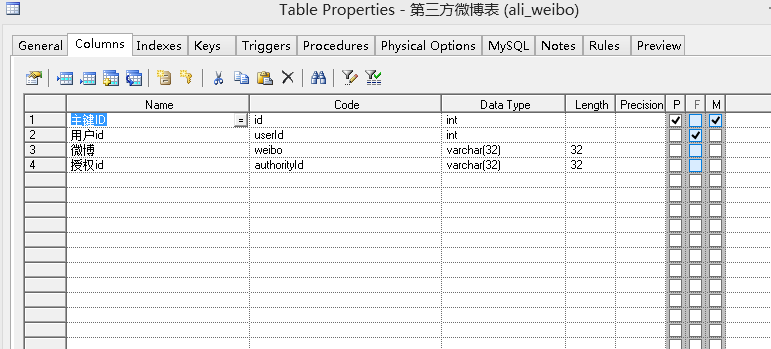 Table Properties - 第三方微博表 (ali_weibo)
General Columns Indexes Keys Triggers Procedures Physical Options MySQL Notes Rules Preview
Name Code Data Type Length Precision P F M
1 主键ID = id int
2 用户id userId int
3 微博 weibo varchar(32) 32
4 授权id authorityId varchar(32) 32